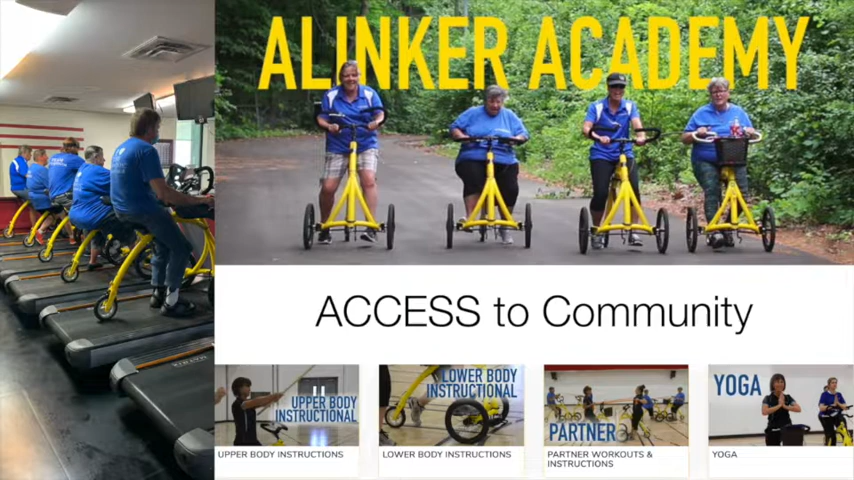 ALINKER ACADEMY
ACCESS to Community
UPPER BODY
INSTRUCTIONAL
LOWER BODY
INSTRUCTIONAL
PARTNER
YOGA
UPPER BODY INSTRUCTIONS
LOWER BODY INSTRUCTIONS
PARTNER WORKOUTS &
INSTRUCTIONS
YOGA